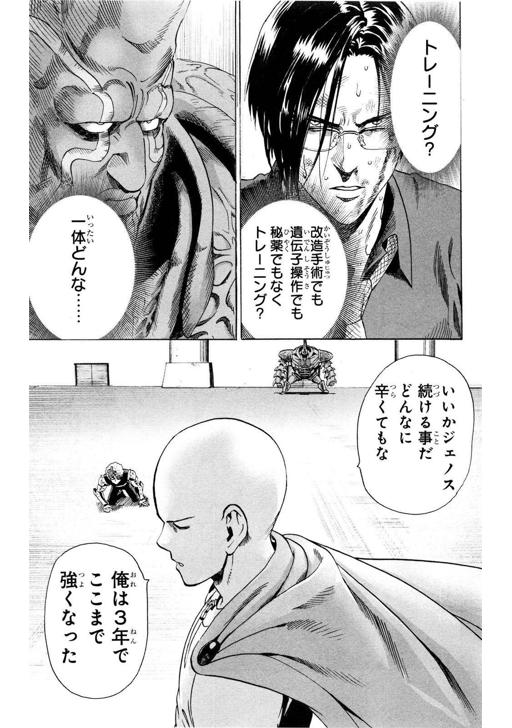 トレーニング?
改造手術でも
遺伝子操作でも
秘薬でもなく
トレーニング?
一体どんな……
いいかジェノス
続ける事だ
どんなに
辛くてもな
俺は3年で
ここまで
強くなった